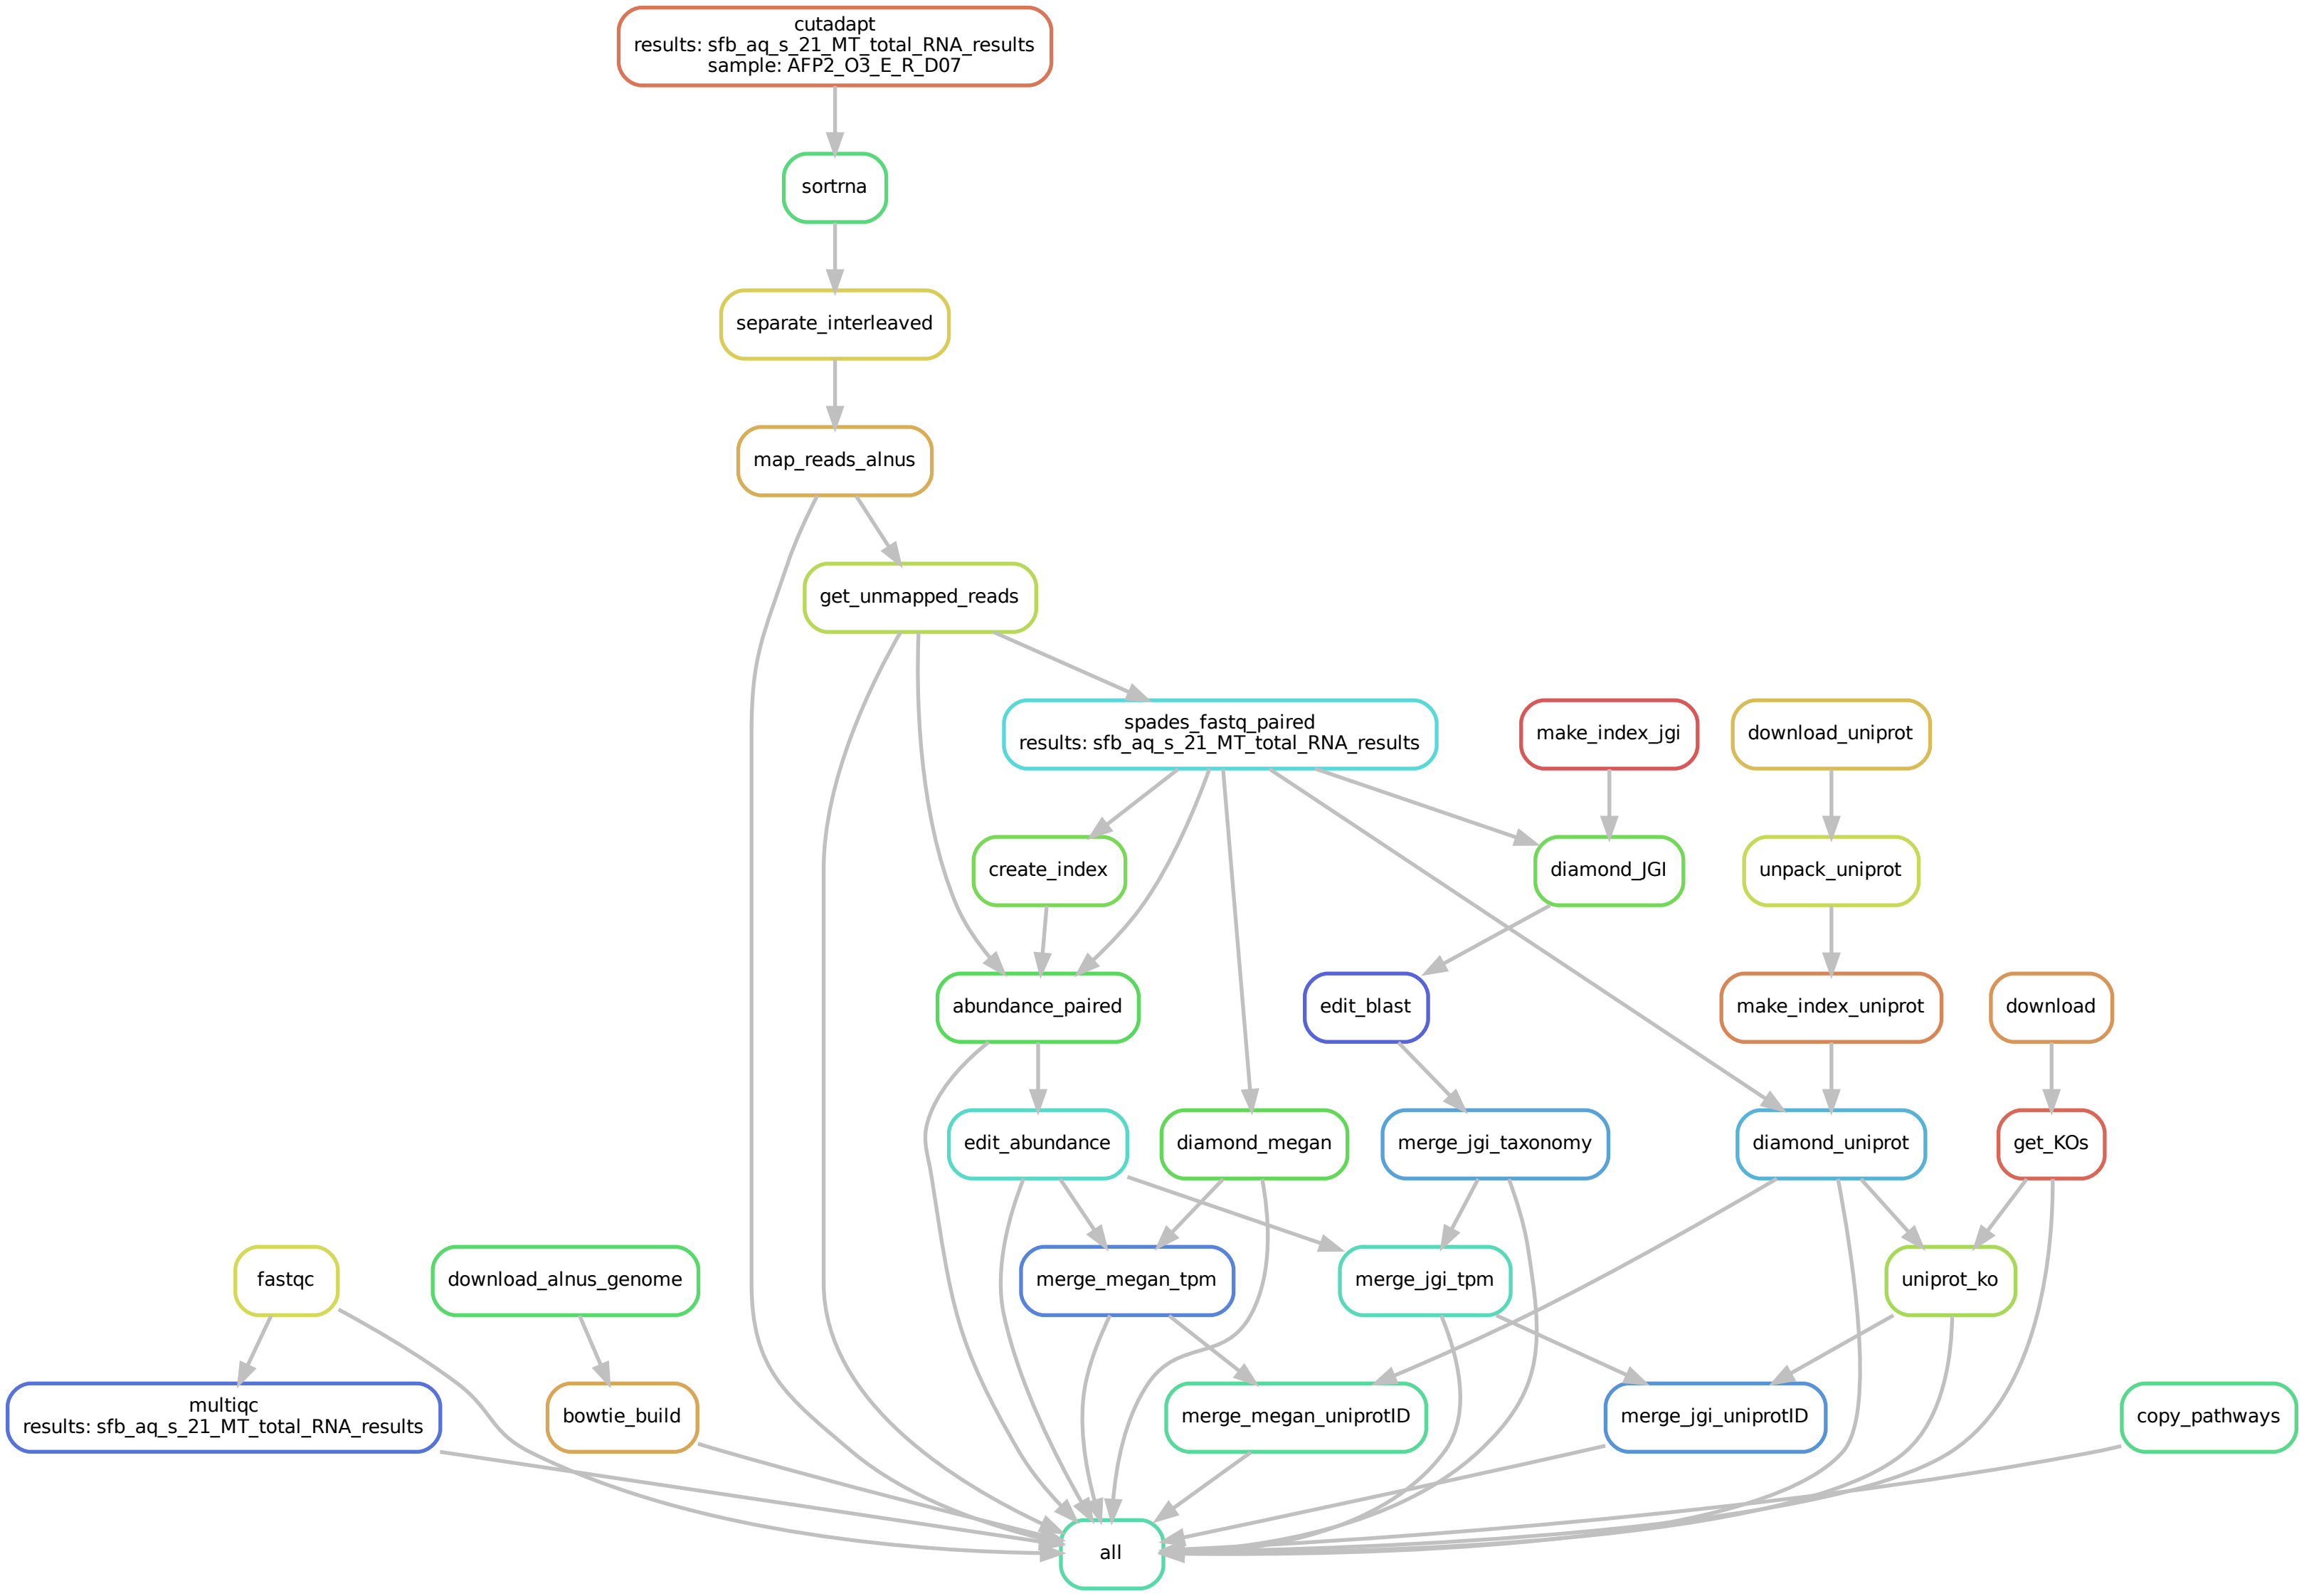 cutadapt
results: sfb_aq_s_21_MT_total_RNA_results
sample: AFP2_O3_E_R_D07
sortrna
separate_interleaved
map_reads_alnus
get_unmapped_reads
spades_fastq_paired
results: sfb_aq_s_21_MT_total_RNA_results
make_index_jgi
download_uniprot
create_index
diamond_JGI
unpack_uniprot
abundance_paired
edit_blast
make_index_uniprot
download
edit_abundance
diamond_megan
merge_jgi_taxonomy
diamond_uniprot
get_KOs
fastqc
download_alnus_genome
merge_megan_tpm
merge_jgi_tpm
uniprot_ko
multiqc
results: sfb_aq_s_21_MT_total_RNA_results
bowtie_build
merge_megan_uniprotID
merge_jgi_uniprotID
copy_pathways
all